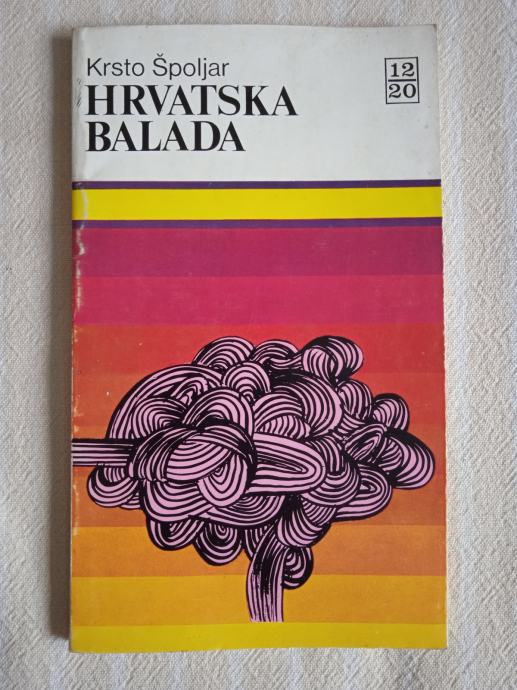 Krsto Špoljar
HRVATSKA
BALADA
12
20